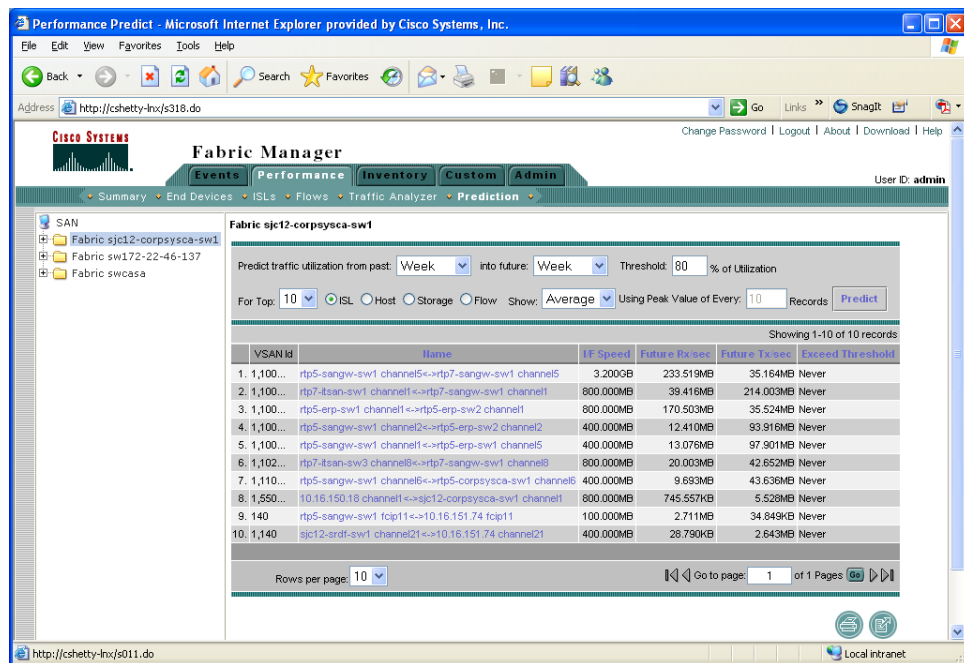 Performance Predict - Microsoft Internet Explorer provided by Cisco Systems, Inc.
File Edit View Favorites Tools Help
Back Search Favorites
Address http://cshetty-lnx/s318.do Go Links » SnagIt
Change Password | Logout | About | Download | Help
CISCO SYSTEMS
Fabric Manager
Events Performance Inventory Custom Admin
User ID: admin
Summary End Devices ISLs Flows Traffic Analyzer Prediction
SAN
Fabric sjc12-corpsysca-sw1
Fabric sw172-22-46-137
Fabric swcasa
Fabric sjc12-corpsysca-sw1
Predict traffic utilization from past: Week into future: Week Threshold: 80 % of Utilization
For Top: 10 ISL Host Storage Flow Show: Average Using Peak Value of Every: 10 Records Predict
Showing 1-10 of 10 records
VSAN Id Name I/F Speed Future Rx/sec Future Tx/sec Exceed Threshold
1. 1,100... rtp5-sangw-sw1 channel5<->rtp7-sangw-sw1 channel5 3.200GB 233.519MB 35.164MB Never
2. 1,100... rtp7-itsan-sw1 channel1<->rtp7-sangw-sw1 channel1 800.000MB 39.416MB 214.003MB Never
3. 1,100... rtp5-erp-sw1 channel1<->rtp5-erp-sw2 channel1 800.000MB 170.503MB 35.524MB Never
4. 1,100... rtp5-sangw-sw1 channel2<->rtp5-erp-sw2 channel2 400.000MB 12.410MB 93.916MB Never
5. 1,100... rtp5-sangw-sw1 channel1<->rtp5-erp-sw1 channel5 400.000MB 13.076MB 97.901MB Never
6. 1,102... rtp7-itsan-sw3 channel8<->rtp7-sangw-sw1 channel8 800.000MB 20.003MB 42.652MB Never
7. 1,110... rtp5-sangw-sw1 channel6<->rtp5-corpsysca-sw1 channel6 400.000MB 9.693MB 43.636MB Never
8. 1,550... 10.16.150.18 channel1<->sjc12-corpsysca-sw1 channel1 800.000MB 745.557KB 5.528MB Never
9. 140 rtp5-sangw-sw1 fcip11<->10.16.151.74 fcip11 100.000MB 2.711MB 34.849KB Never
10. 1,140 sjc12-srdf-sw1 channel21<->10.16.151.74 channel21 400.000MB 28.790KB 2.643MB Never
Rows per page: 10 Go to page: 1 of 1 Pages Go
http://cshetty-lnx/s011.do Local intranet